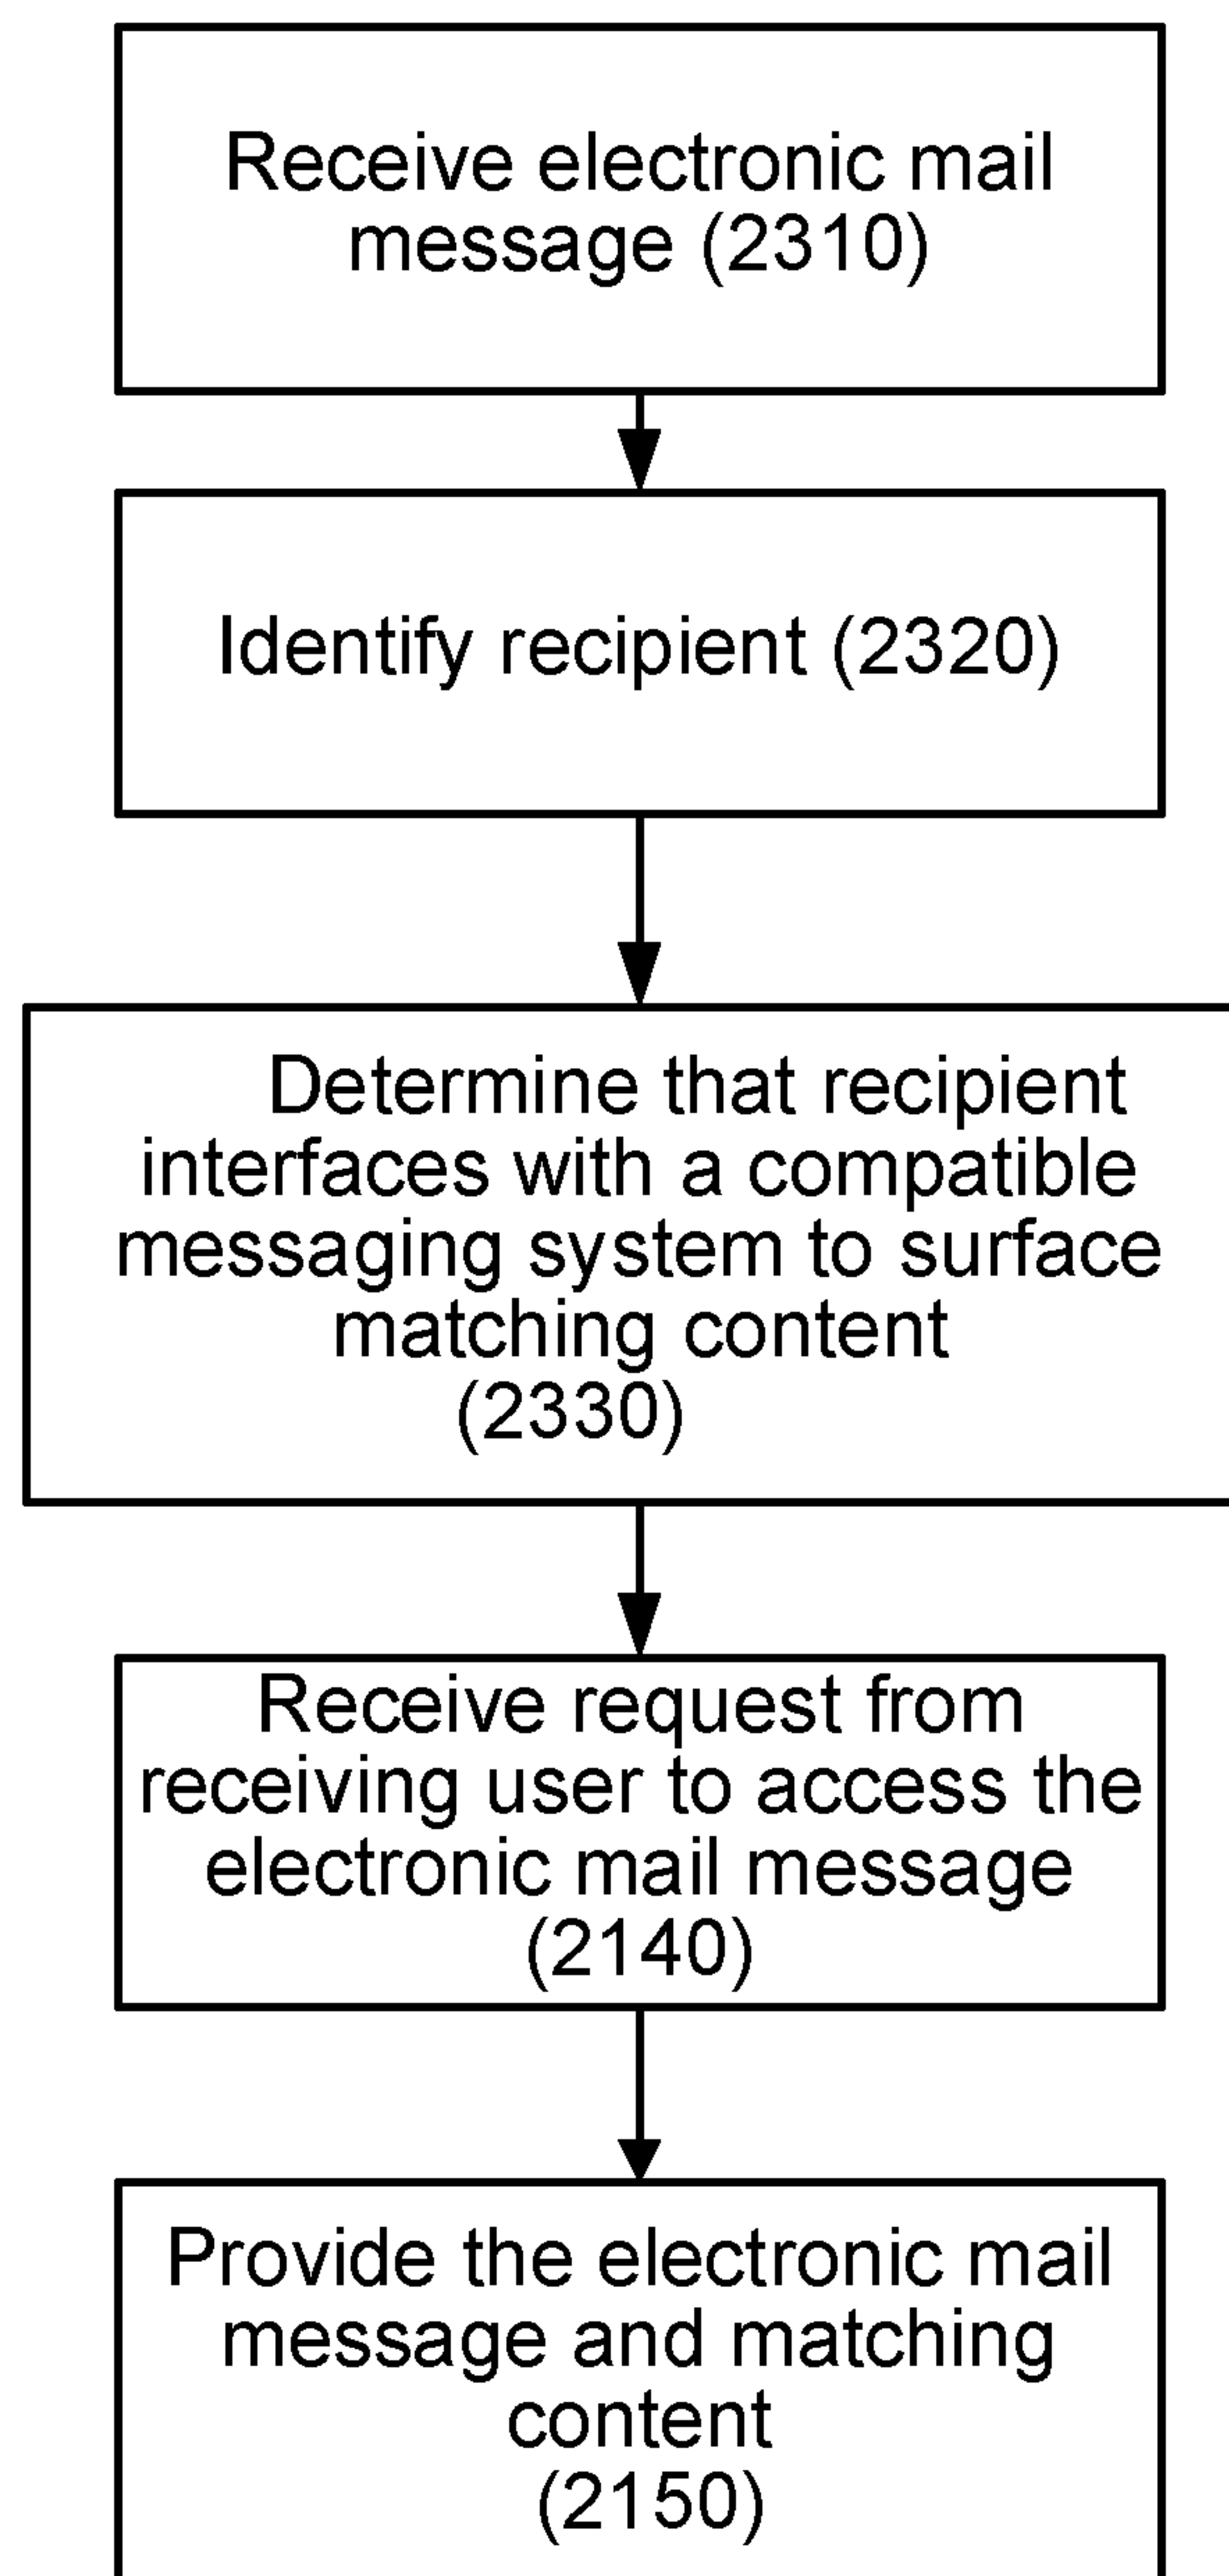 Receive electronic mail
message (2310)
Identify recipient (2320)
Determine that recipient
interfaces with a compatible
messaging system to surface
matching content
(2330)
Receive request from
receiving user to access the
electronic mail message
(2140)
Provide the electronic mail
message and matching
content
(2150)